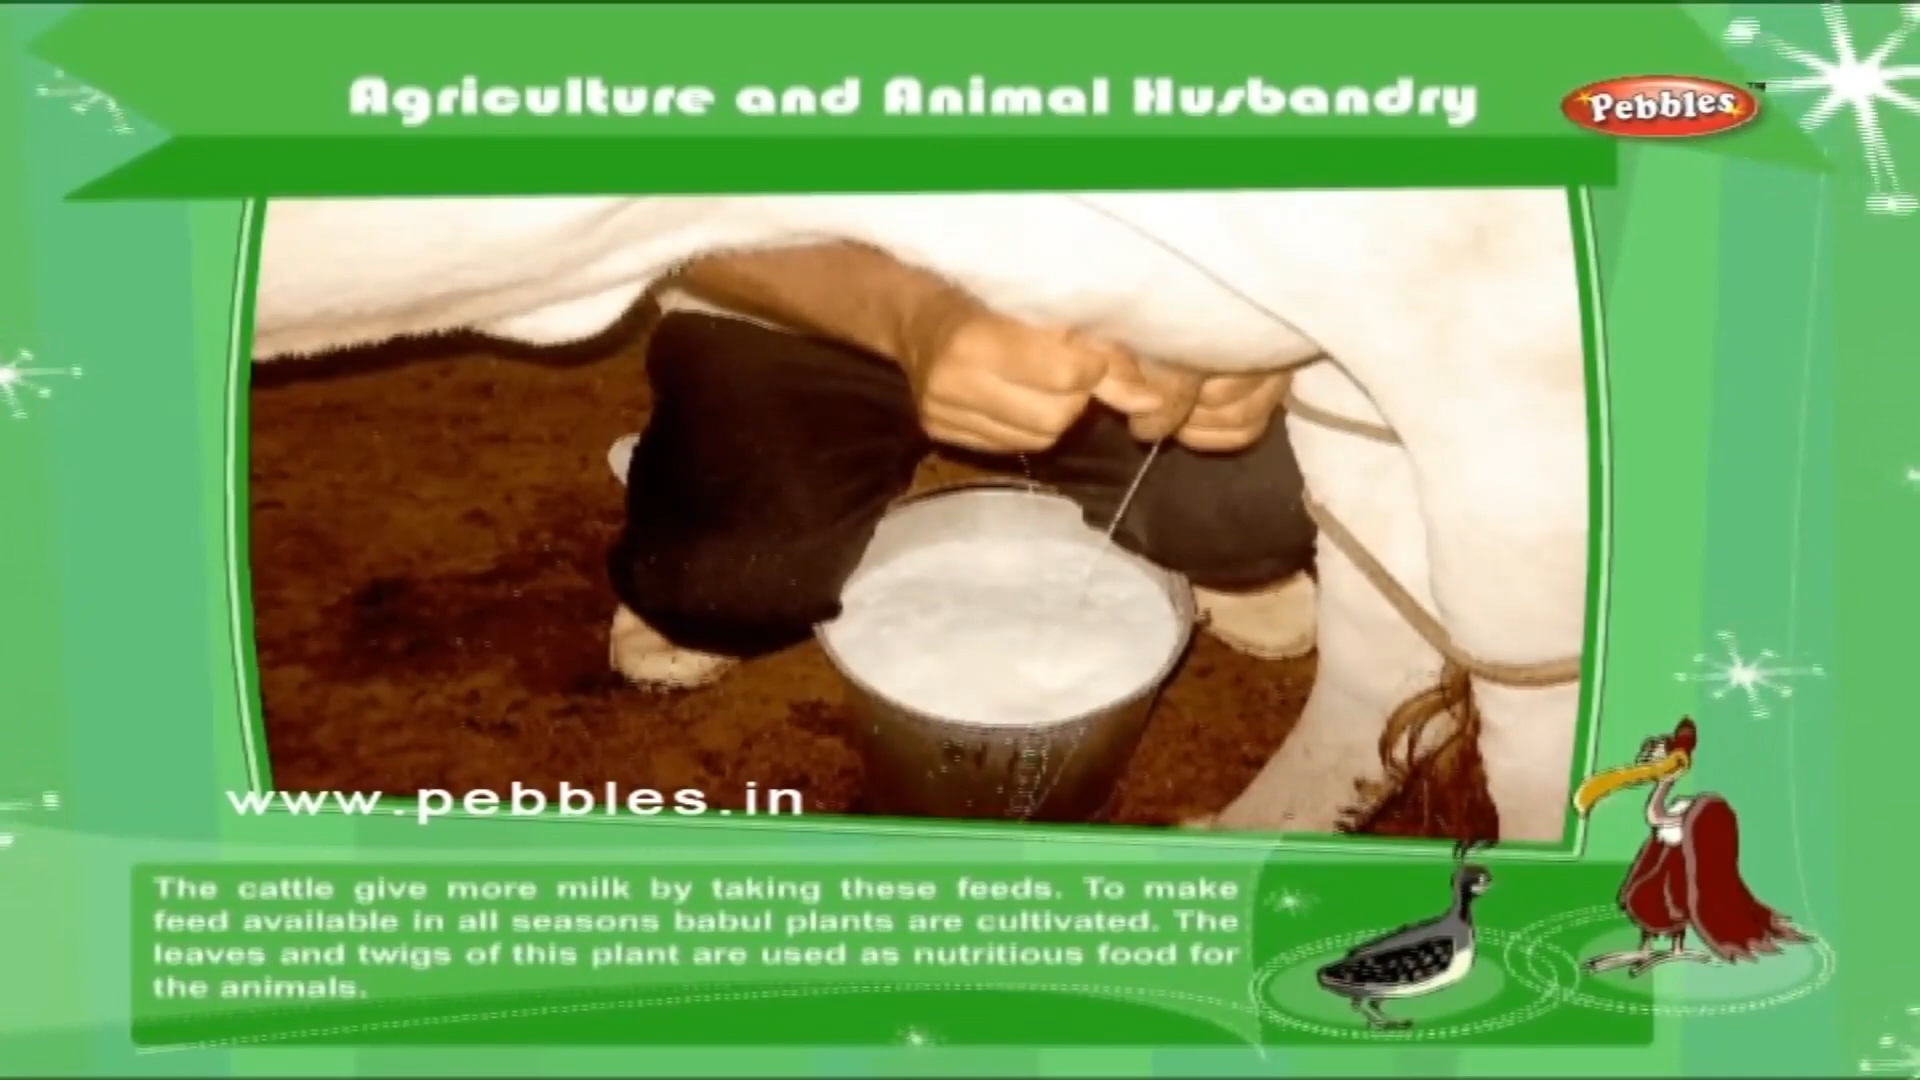 Agriculture and Animal Husbandry
Pebbles™
www.pebbles.in
The cattle give more milk by taking these feeds. To make
feed available in all seasons babul plants are cultivated. The
leaves and twigs of this plant are used as nutritious food for
the animals.